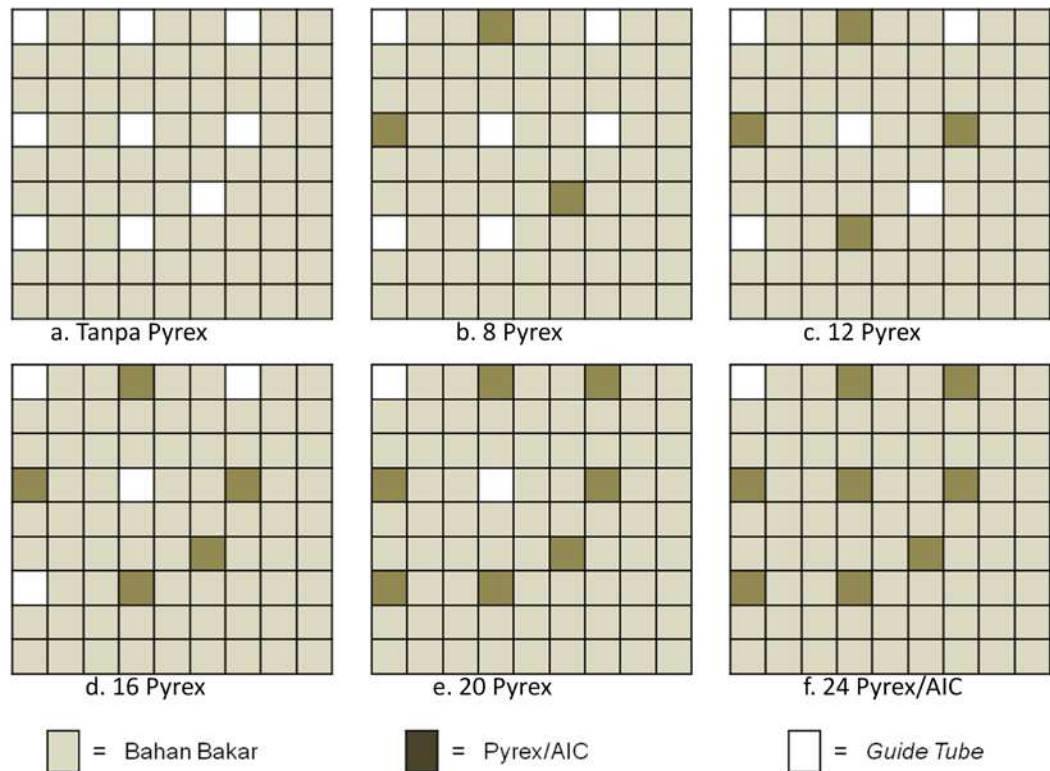 a. Tanpa Pyrex
b. 8 Pyrex
c. 12 Pyrex
d. 16 Pyrex
e. 20 Pyrex
f. 24 Pyrex/AIC
= Bahan Bakar
= Pyrex/AIC
= Guide Tube